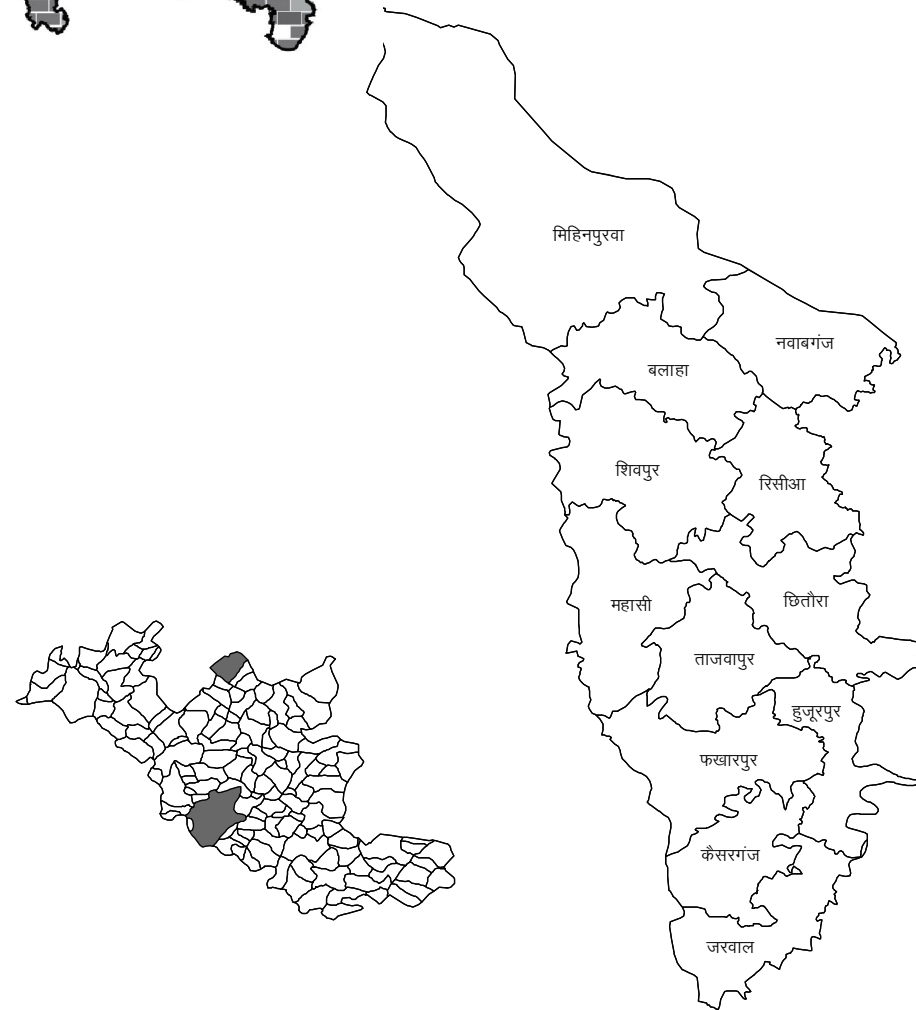 मिहिनपुरवा
नवाबगंज
बलाहा
शिवपुर
रिसीआ
महासी
छितौरा
ताजवापुर
हुजूरपुर
फखारपुर
कैसरगंज
जरवाल